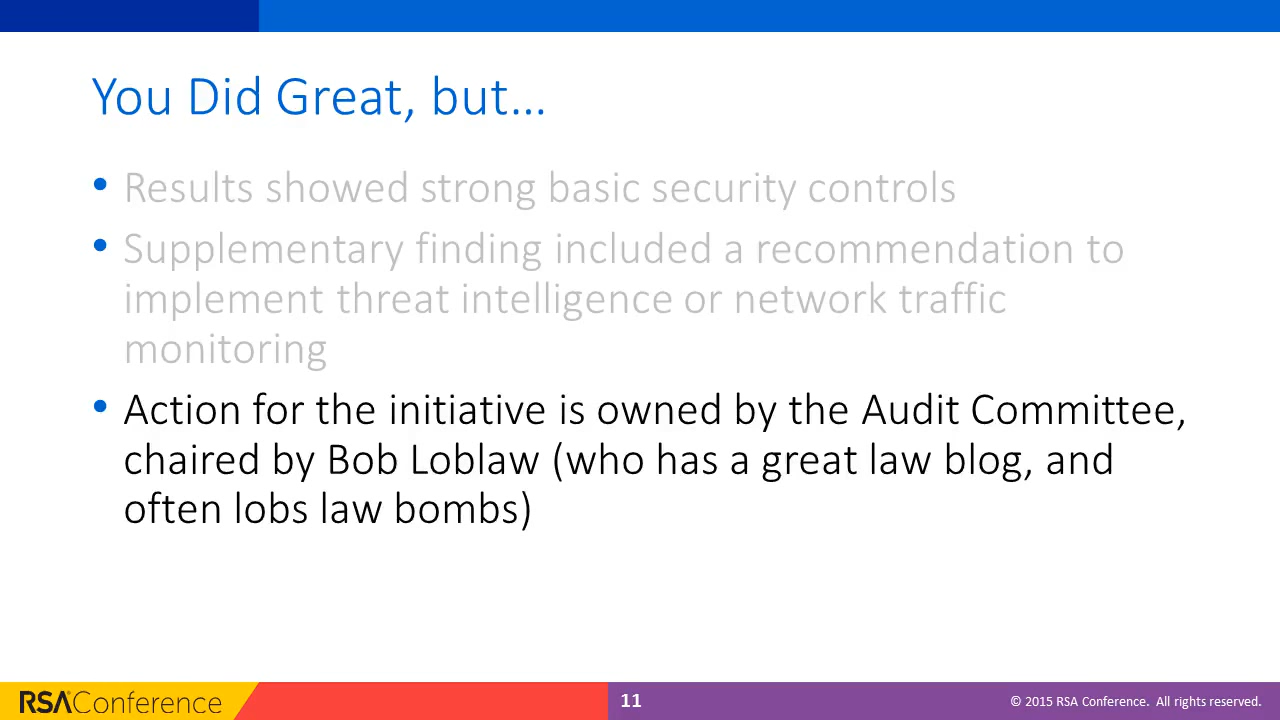 You Did Great, but…
• Results showed strong basic security controls
• Supplementary finding included a recommendation to
implement threat intelligence or network traffic
monitoring
• Action for the initiative is owned by the Audit Committee,
chaired by Bob Loblaw (who has a great law blog, and
often lobs law bombs)
RSAConference
11
© 2015 RSA Conference. All rights reserved.